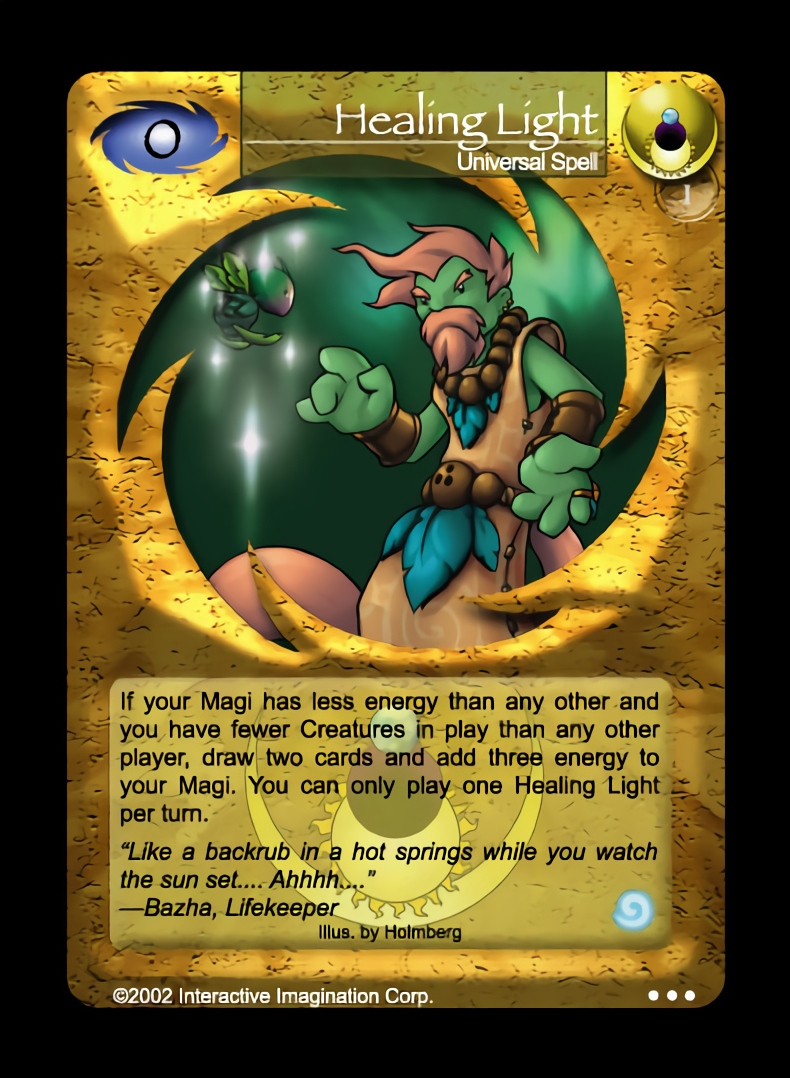 Healing Light
Universal Spell
1
If your Magi has less energy than any other and
you have fewer Creatures in play than any other
player, draw two cards and add three energy to
your Magi. You can only play one Healing Light
per turn.
“Like a backrub in a hot springs while you watch
the sun set.... Ahhhh....”
—Bazha, Lifekeeper
Illus. by Holmberg
©2002 Interactive Imagination Corp.